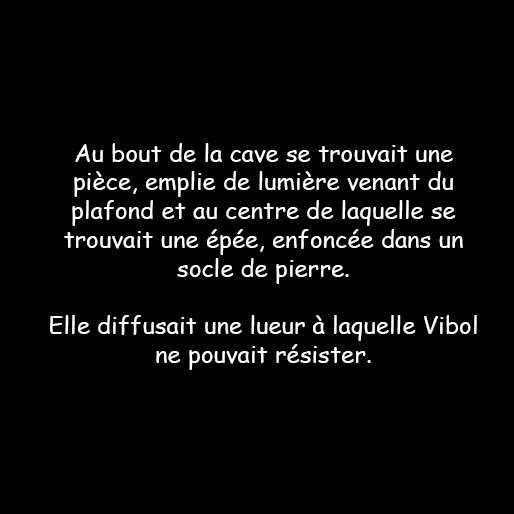 Au bout de la cave se trouvait une
pièce, emplie de lumière venant du
plafond et au centre de laquelle se
trouvait une épée, enfoncée dans un
socle de pierre.
Elle diffusait une lueur à laquelle Vibol
ne pouvait résister.